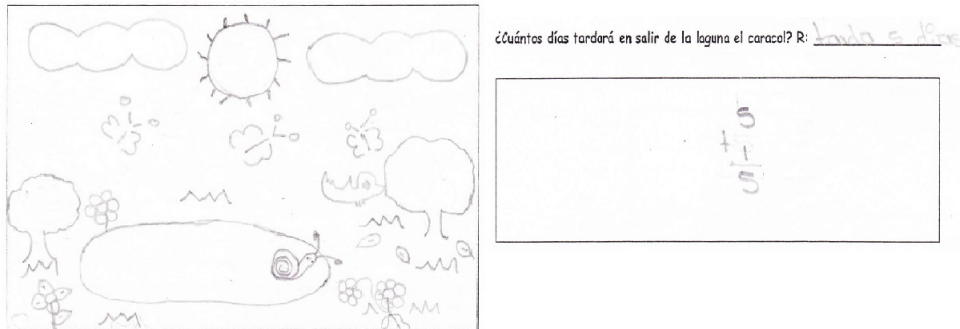 ¿Cuántos días tardará en salir de la laguna el caracol? R: tarda 5 días
5
+ 1
5